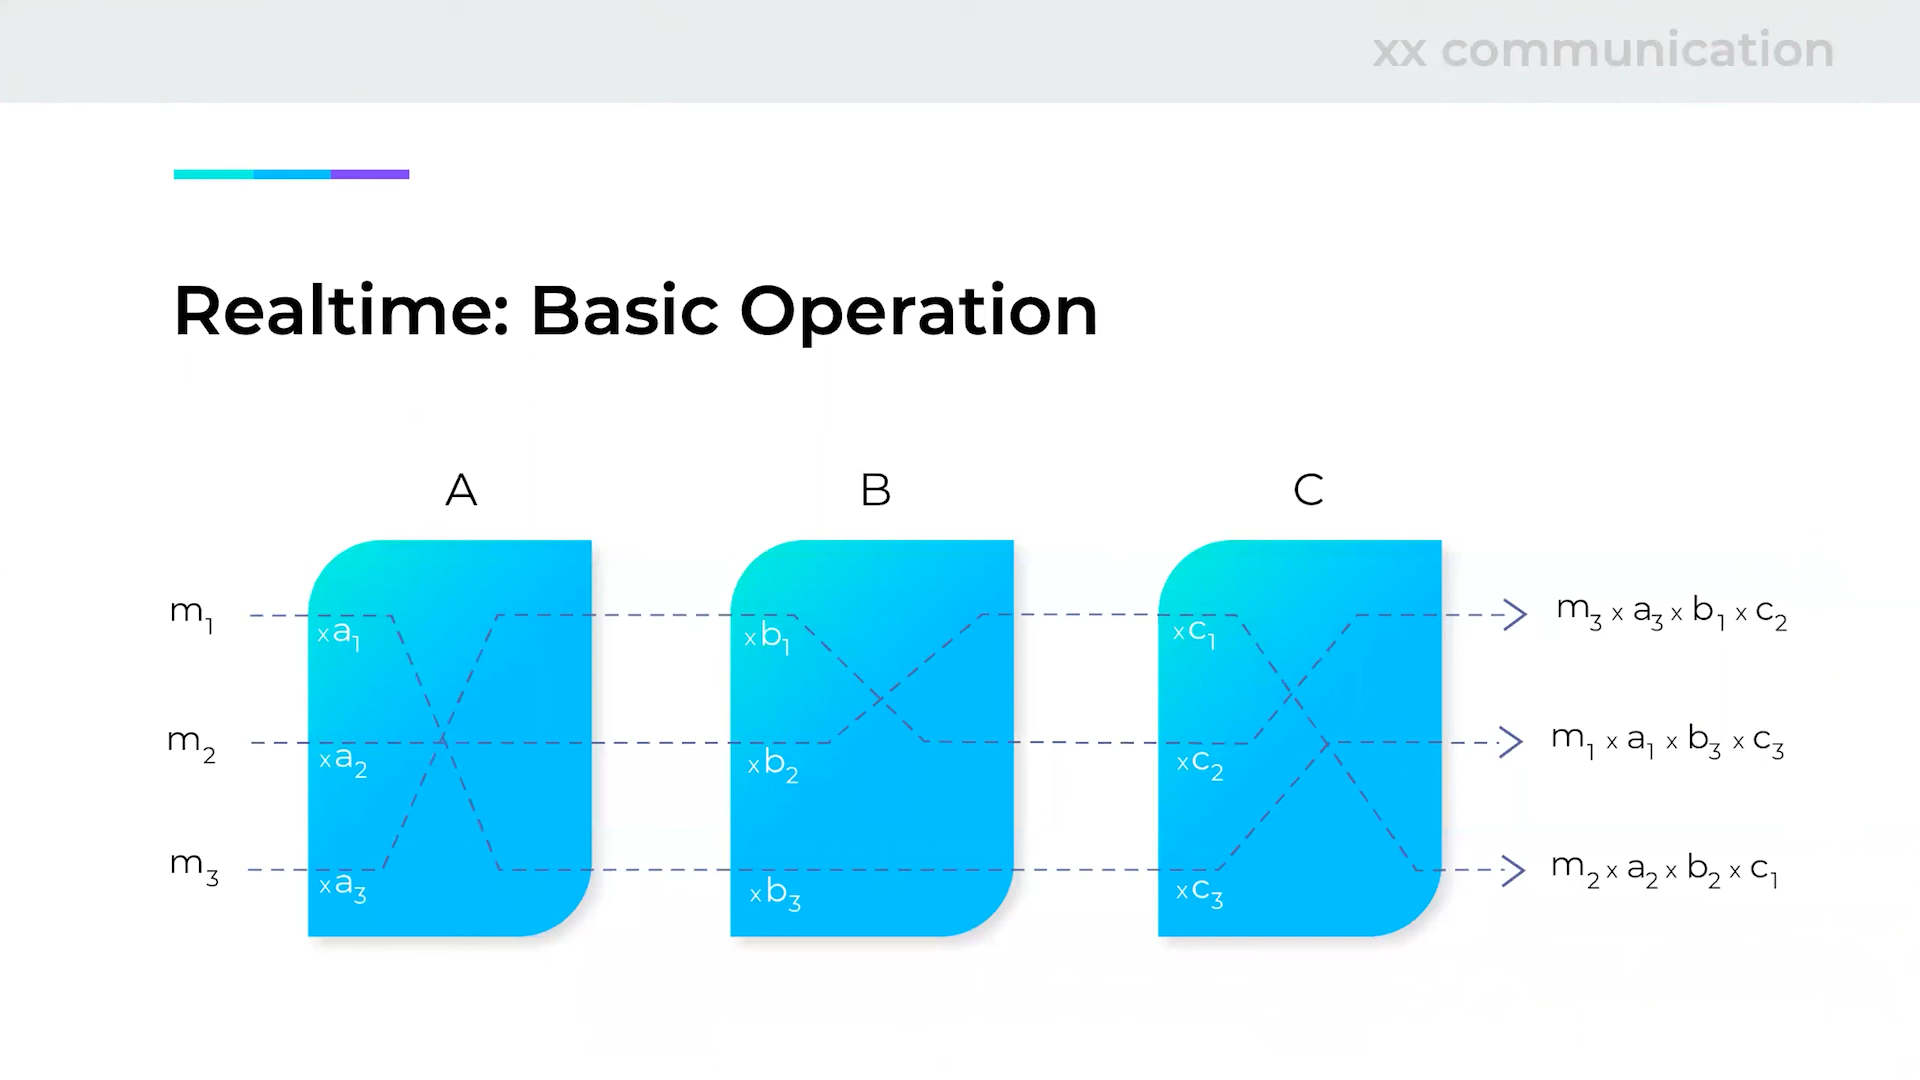 xx communication
Realtime: Basic Operation
A B C
m₁ xa₁ xb₁ xc₁ m₃ x a₃ x b₁ x c₂
m₂ xa₂ xb₂ xc₂ m₁ x a₁ x b₃ x c₃
m₃ xa₃ xb₃ xc₃ m₂ x a₂ x b₂ x c₁